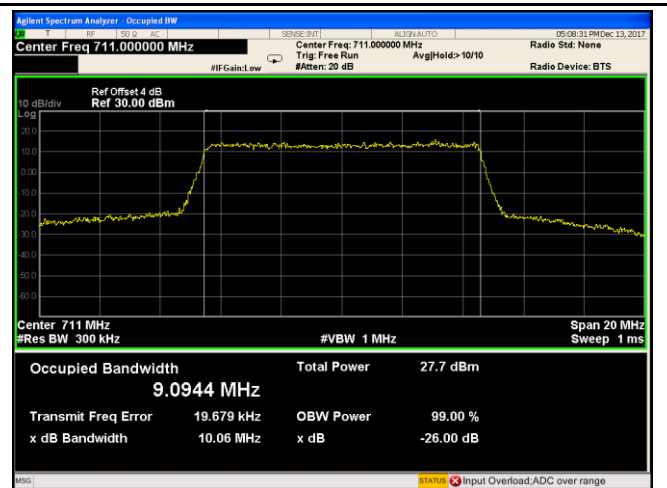 Agilent Spectrum Analyzer - Occupied BW
T RF 50 Ω AC SENSE:INT ALIGN AUTO 05:08:31 PM Dec 13, 2017
Center Freq 711.000000 MHz Center Freq: 711.000000 MHz Radio Std: None
Trig: Free Run Avg|Hold:> 10/10
#IFGain:Low #Atten: 20 dB Radio Device: BTS
Ref Offset 4 dB
10 dB/div Ref 30.00 dBm
Log
20.0
10.0
0.00
-10.0
-20.0
-30.0
-40.0
-50.0
-60.0
Center 711 MHz Span 20 MHz
#Res BW 300 kHz #VBW 1 MHz Sweep 1 ms
Occupied Bandwidth Total Power 27.7 dBm
9.0944 MHz
Transmit Freq Error 19.679 kHz OBW Power 99.00 %
x dB Bandwidth 10.06 MHz x dB -26.00 dB
MSG STATUS Input Overload;ADC over range